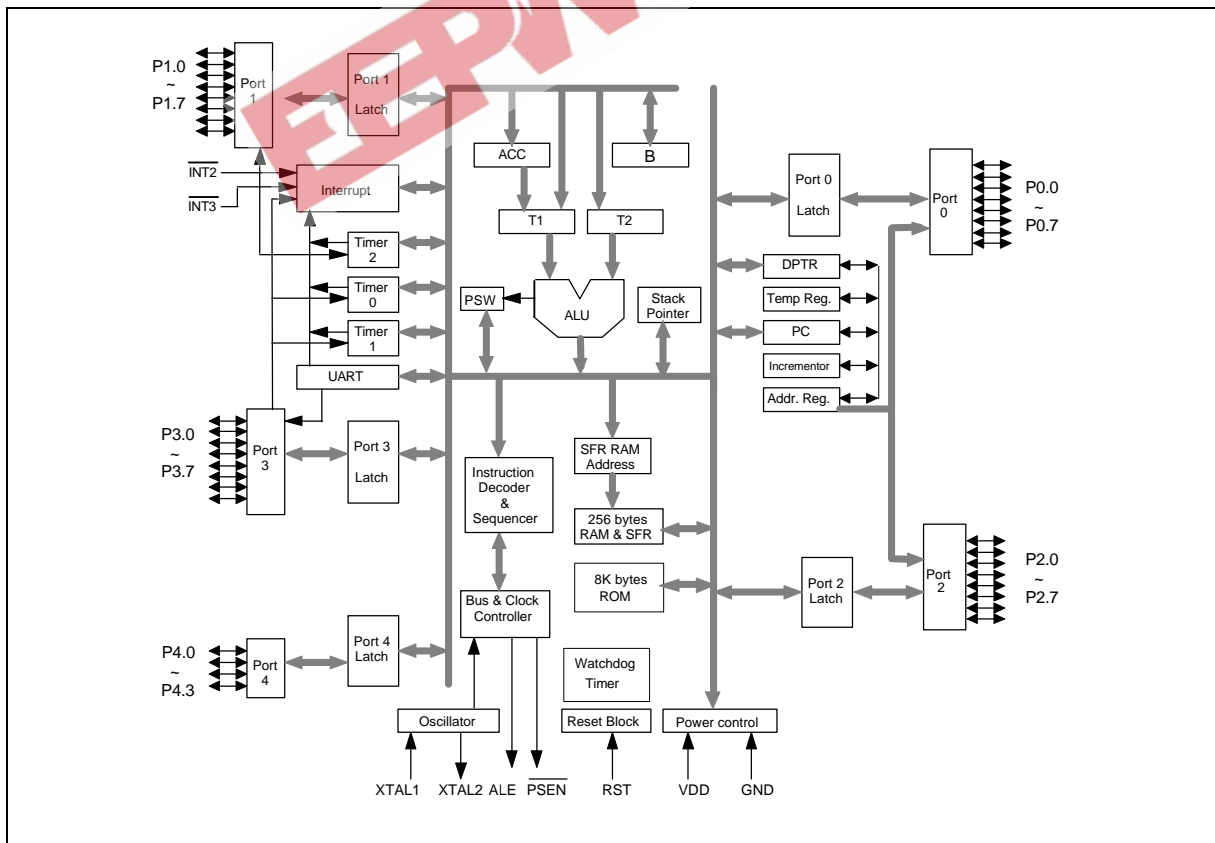 EEPW
P1.0
~
P1.7
Port
1
Port 1
Latch
INT2
INT3
Interrupt
Timer
2
Timer
0
Timer
1
UART
P3.0
~
P3.7
Port
3
Port 3
Latch
P4.0
~
P4.3
Port
4
Port 4
Latch
ACC
B
T1
T2
PSW
ALU
Stack
Pointer
Instruction
Decoder
&
Sequencer
SFR RAM
Address
256 bytes
RAM & SFR
8K bytes
ROM
Bus & Clock
Controller
Watchdog
Timer
Oscillator
Reset Block
Power control
XTAL1
XTAL2
ALE
PSEN
RST
VDD
GND
Port 0
Latch
Port
0
P0.0
~
P0.7
DPTR
Temp Reg.
PC
Incrementor
Addr. Reg.
Port 2
Latch
Port
2
P2.0
~
P2.7